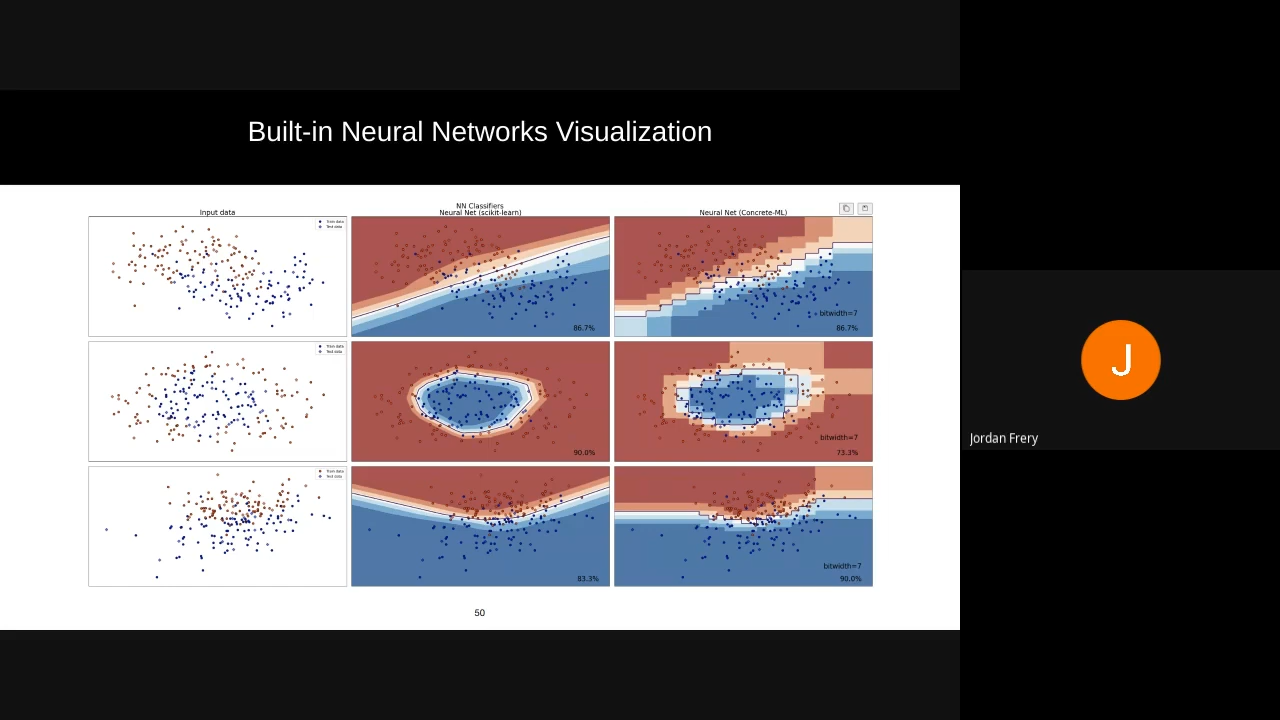 Built-in Neural Networks Visualization
NN Classifiers
Input data
Neural Net (scikit-learn)
Neural Net (Concrete-ML)
Train data
Test data
86.7%
bitwidth=7
86.7%
Train data
Test data
90.0%
bitwidth=7
73.3%
Train data
Test data
83.3%
bitwidth=7
90.0%
50
J
Jordan Frery